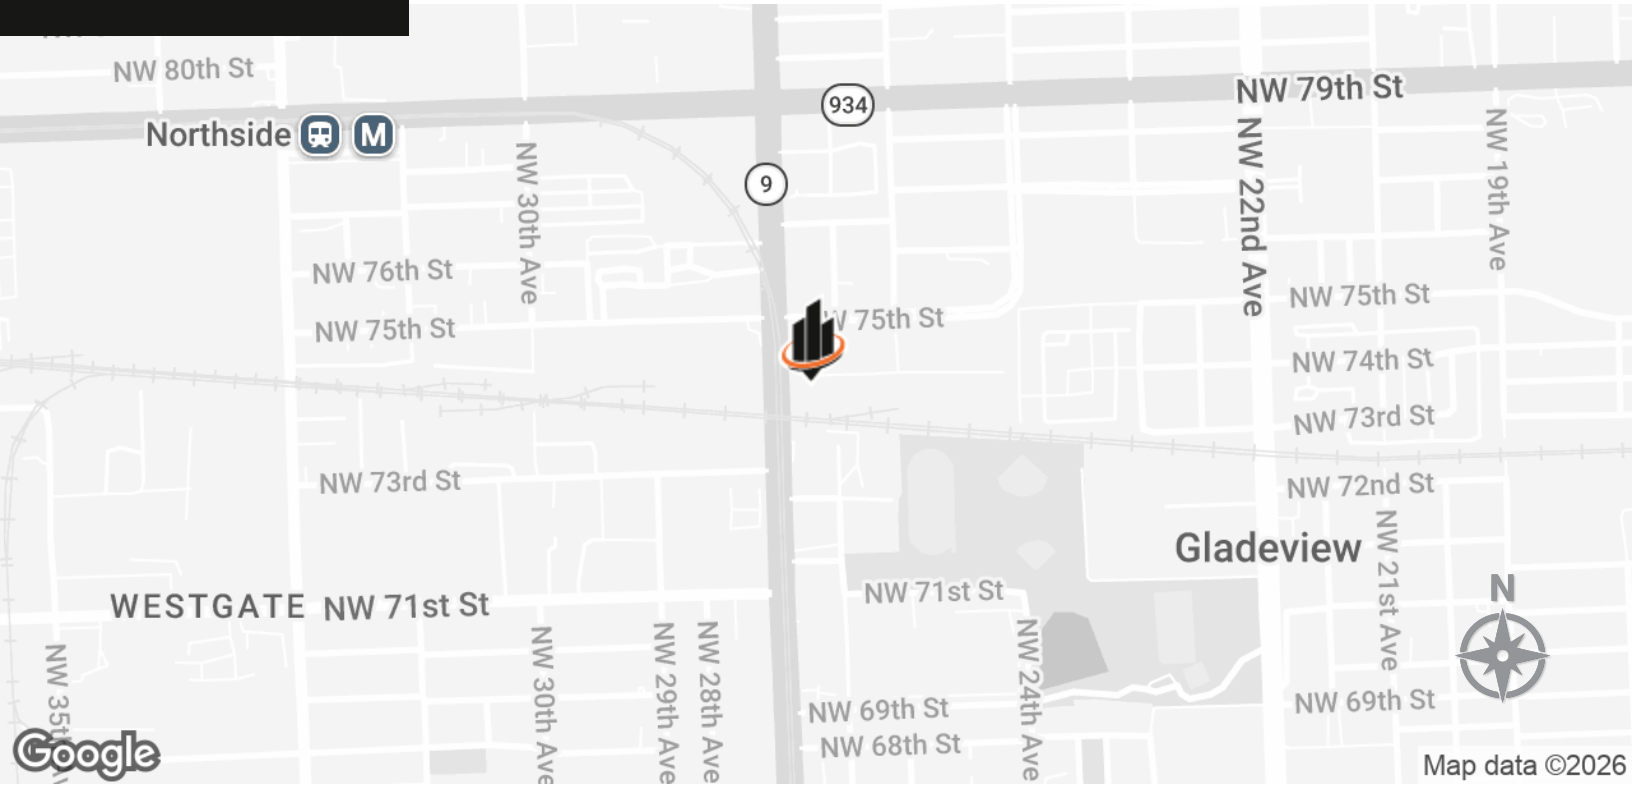 NW 80th St
934
NW 79th St
Northside
M
9
NW 30th Ave
NW 22nd Ave
NW 19th Ave
NW 76th St
NW 75th St
W 75th St
NW 75th St
NW 74th St
NW 73rd St
NW 73rd St
NW 72nd St
NW 21st Ave
Gladeview
NW 71st St
N
WESTGATE
NW 71st St
NW 35th Av
NW 30th Ave
NW 29th Ave
NW 28th Ave
NW 24th Ave
NW 69th St
NW 69th St
NW 68th St
Google
Map data ©2026